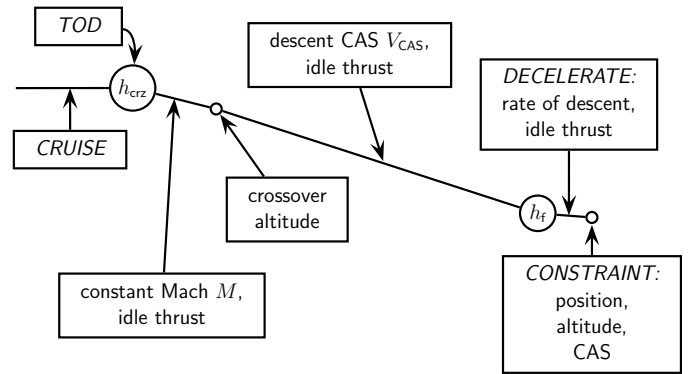 TOD
descent CAS V_CAS,
idle thrust
DECELERATE:
rate of descent,
idle thrust
h_crz
CRUISE
crossover
altitude
h_f
constant Mach M,
idle thrust
CONSTRAINT:
position,
altitude,
CAS